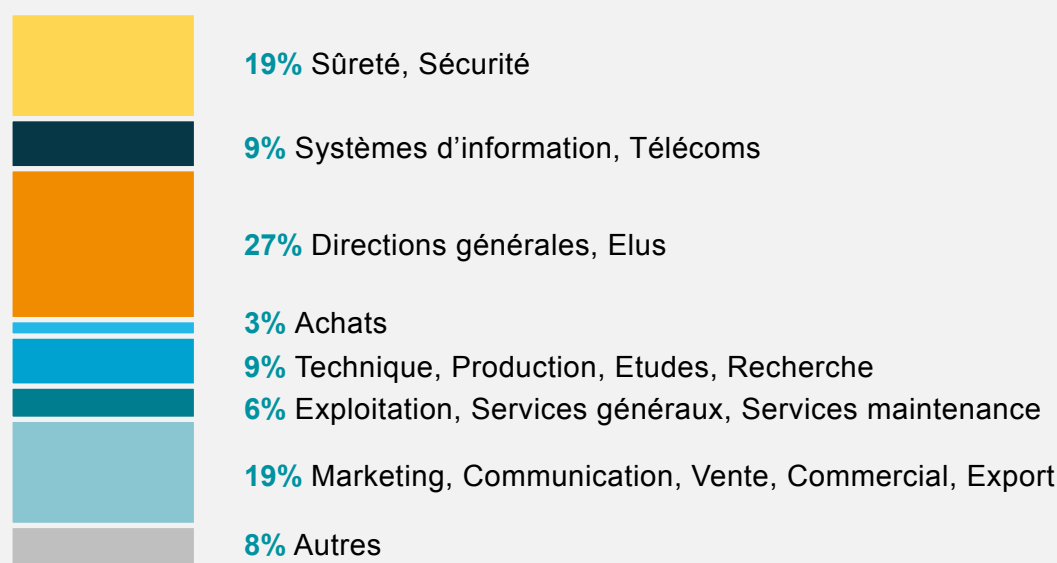 19% Sûreté, Sécurité
9% Systèmes d’information, Télécoms
27% Directions générales, Elus
3% Achats
9% Technique, Production, Etudes, Recherche
6% Exploitation, Services généraux, Services maintenance
19% Marketing, Communication, Vente, Commercial, Export
8% Autres